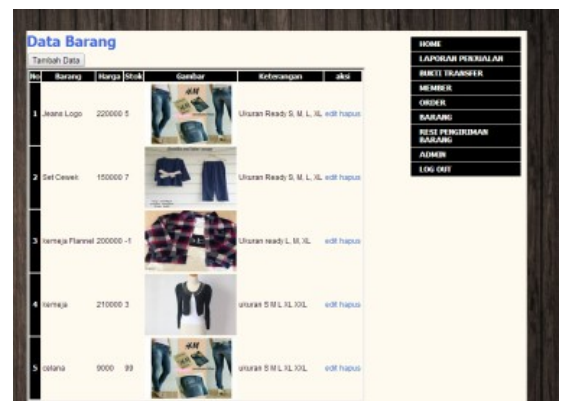 Data Barang
Tambah Data
No Barang Harga Stok Gambar Keterangan aksi
1 Jeans Logo 220000 5 Ukuran Ready S, M, L, XL edit hapus
2 Set Cewek 150000 7 Ukuran Ready S, M, L, XL edit hapus
3 kemeja Flannel 200000 -1 Ukuran ready L, M, XL edit hapus
4 kemeja 210000 3 ukuran S M L XL XXL edit hapus
5 celana 9000 99 ukuran S M L XL XXL edit hapus
HOME
LAPORAN PENJUALAN
BUKTI TRANSFER
MEMBER
ORDER
BARANG
RESI PENGIRIMAN
BARANG
ADMIN
LOG OUT